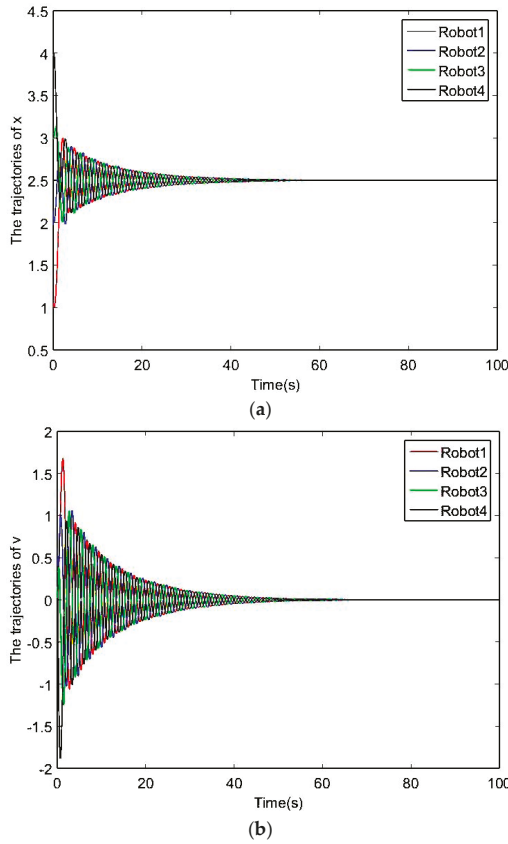 4.5
4
3.5
3
2.5
2
1.5
1
0.5
The trajectories of x
Robot1
Robot2
Robot3
Robot4
0 20 40 60 80 100
Time(s)
(a)
2
1.5
1
0.5
0
-0.5
-1
-1.5
-2
The trajectories of v
Robot1
Robot2
Robot3
Robot4
0 20 40 60 80 100
Time(s)
(b)